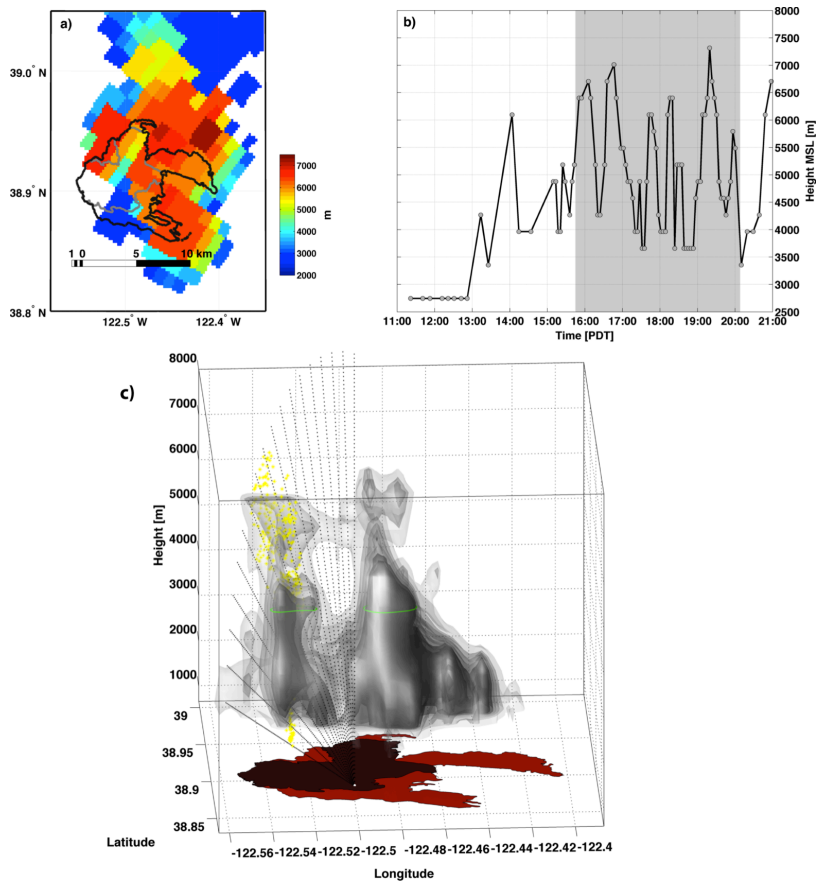 a)
39.0° N
38.9° N
38.8° N
122.5° W
122.4° W
1 0 5 10 km
7000
6000
5000
4000
3000
2000
m
b)
8000
7500
7000
6500
6000
5500
5000
4500
4000
3500
3000
2500
Height MSL [m]
11:00 12:00 13:00 14:00 15:00 16:00 17:00 18:00 19:00 20:00 21:00
Time [PDT]
c)
8000
7000
6000
5000
4000
3000
2000
1000
Height [m]
39
38.95
38.9
38.85
Latitude
-122.56 -122.54 -122.52 -122.5 -122.48 -122.46 -122.44 -122.42 -122.4
Longitude